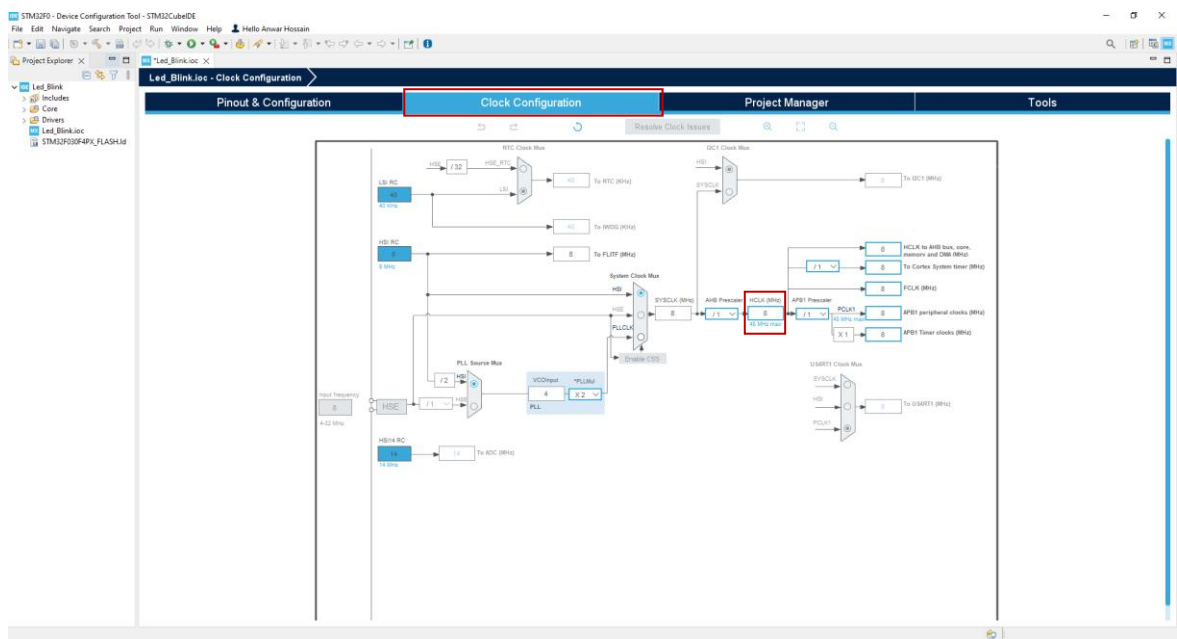 STM32F0 - Device Configuration Tool - STM32CubeIDE
File Edit Navigate Search Project Run Window Help Hello Anwar Hossain
Project Explorer
*Led_Blink.ioc
Led_Blink.ioc - Clock Configuration
Led_Blink
Includes
Core
Drivers
Led_Blink.ioc
STM32F030F4PX_FLASH.ld
Pinout & Configuration
Clock Configuration
Project Manager
Tools
Resolve Clock Issues
RTC Clock Mux
HSE
/ 32
HSE_RTC
LSI
40
To RTC (KHz)
LSI RC
40
40 KHz
40
To IWDG (KHz)
HSI RC
8
8 MHz
8
To FLITF (MHz)
I2C1 Clock Mux
HSI
SYSCLK
8
To I2C1 (MHz)
System Clock Mux
HSI
HSE
PLLCLK
Enable CSS
SYSCLK (MHz)
8
AHB Prescaler
/ 1
HCLK (MHz)
8
48 MHz max
APB1 Prescaler
/ 1
PCLK1
48 MHz max
X 1
/ 1
8
HCLK to AHB bus, core,
memory and DMA (MHz)
8
To Cortex System timer (MHz)
8
FCLK (MHz)
8
APB1 peripheral clocks (MHz)
8
APB1 Timer clocks (MHz)
PLL Source Mux
/ 2
HSI
HSE
/ 1
VCOInput
4
*PLLMul
X 2
PLL
Input frequency
8
4-32 MHz
HSE
HSI14 RC
14
14 MHz
14
To ADC (MHz)
USART1 Clock Mux
SYSCLK
HSI
PCLK1
8
To USART1 (MHz)